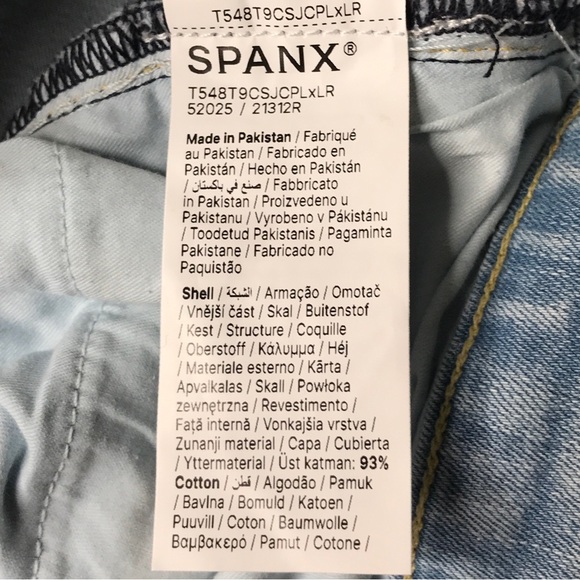 T548T9CSJCPLxLR
SPANX®
T548T9CSJCPLxLR
52025 / 21312R
Made in Pakistan / Fabriqué
au Pakistan / Fabricado en
Pakistán / Hecho en Pakistán
/ صنع في باكستان / Fabbricato
in Pakistan / Proizvedeno u
Pakistanu / Vyrobeno v Pákistánu
/ Toodetud Pakistanis / Pagaminta
Pakistane / Fabricado no
Paquistão
Shell / الشبكة / Armação / Omotač
/ Vnější část / Skal / Buitenstof
/ Kest / Structure / Coquille
/ Oberstoff / Κάλυμμα / Héj
/ Materiale esterno / Kārta /
Apvalkalas / Skall / Powłoka
zewnętrzna / Revestimento /
Față internă / Vonkajšia vrstva /
Zunanji material / Capa / Cubierta
/ Yttermaterial / Üst katman: 93%
Cotton / قطن / Algodão / Pamuk
/ Bavlna / Bomuld / Katoen /
Puuvill / Coton / Baumwolle /
Βαμβακερό / Pamut / Cotone /